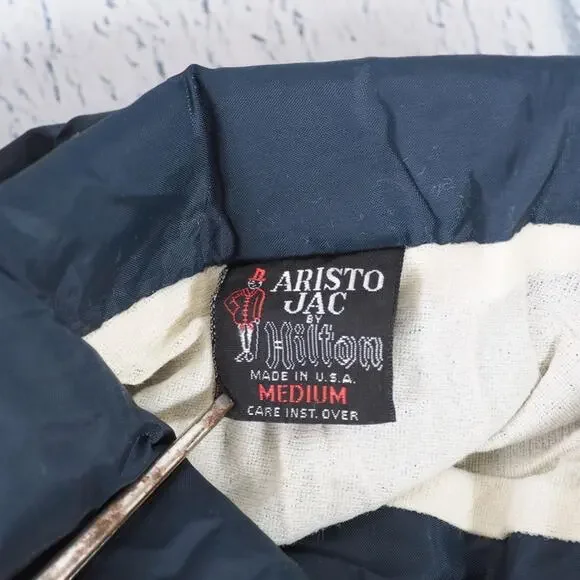 ARISTO
JAC
BY
Hilton
MADE IN U.S.A.
MEDIUM
CARE INST. OVER